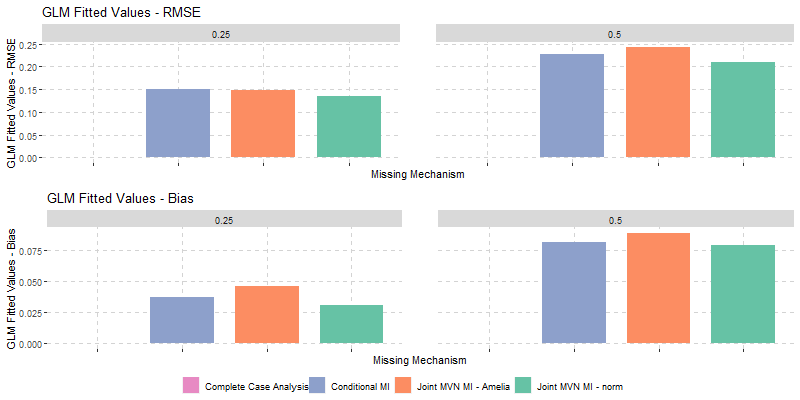 GLM Fitted Values - RMSE
0.25
0.5
GLM Fitted Values - RMSE
0.25
0.20
0.15
0.10
0.05
0.00
Missing Mechanism
GLM Fitted Values - Bias
0.25
0.5
GLM Fitted Values - Bias
0.075
0.050
0.025
0.000
Missing Mechanism
Complete Case Analysis Conditional MI Joint MVN MI - Amelia Joint MVN MI - norm